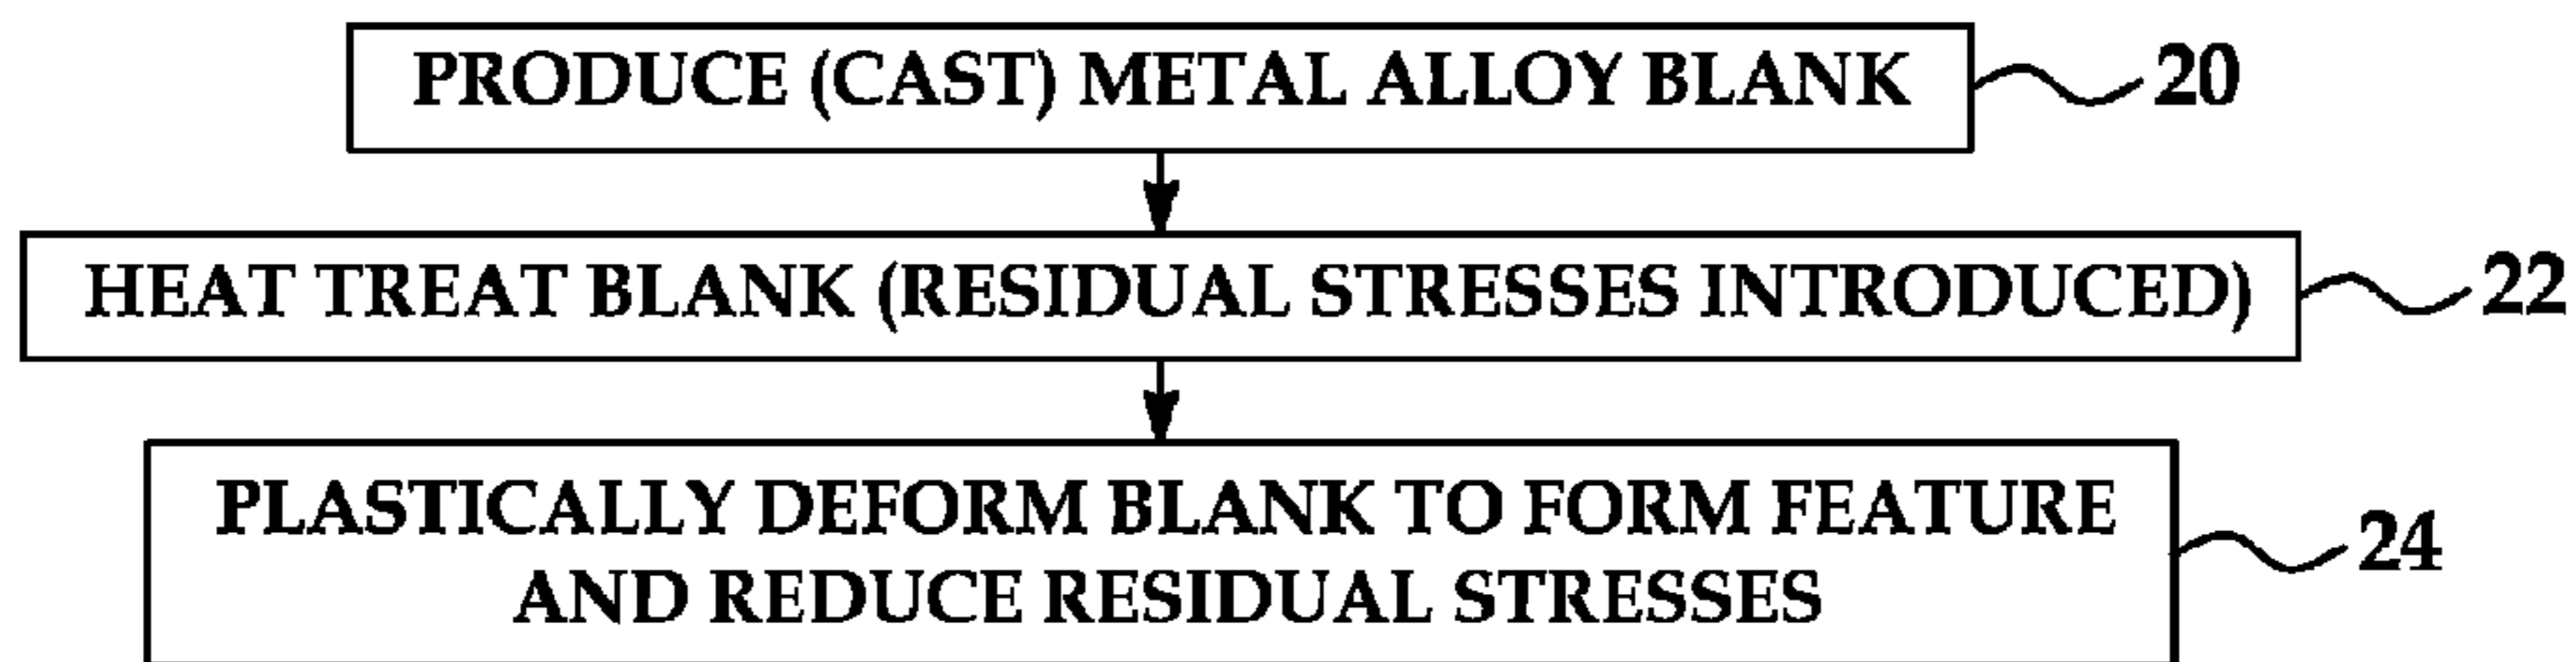 PRODUCE (CAST) METAL ALLOY BLANK 20
HEAT TREAT BLANK (RESIDUAL STRESSES INTRODUCED) 22
PLASTICALLY DEFORM BLANK TO FORM FEATURE
AND REDUCE RESIDUAL STRESSES 24